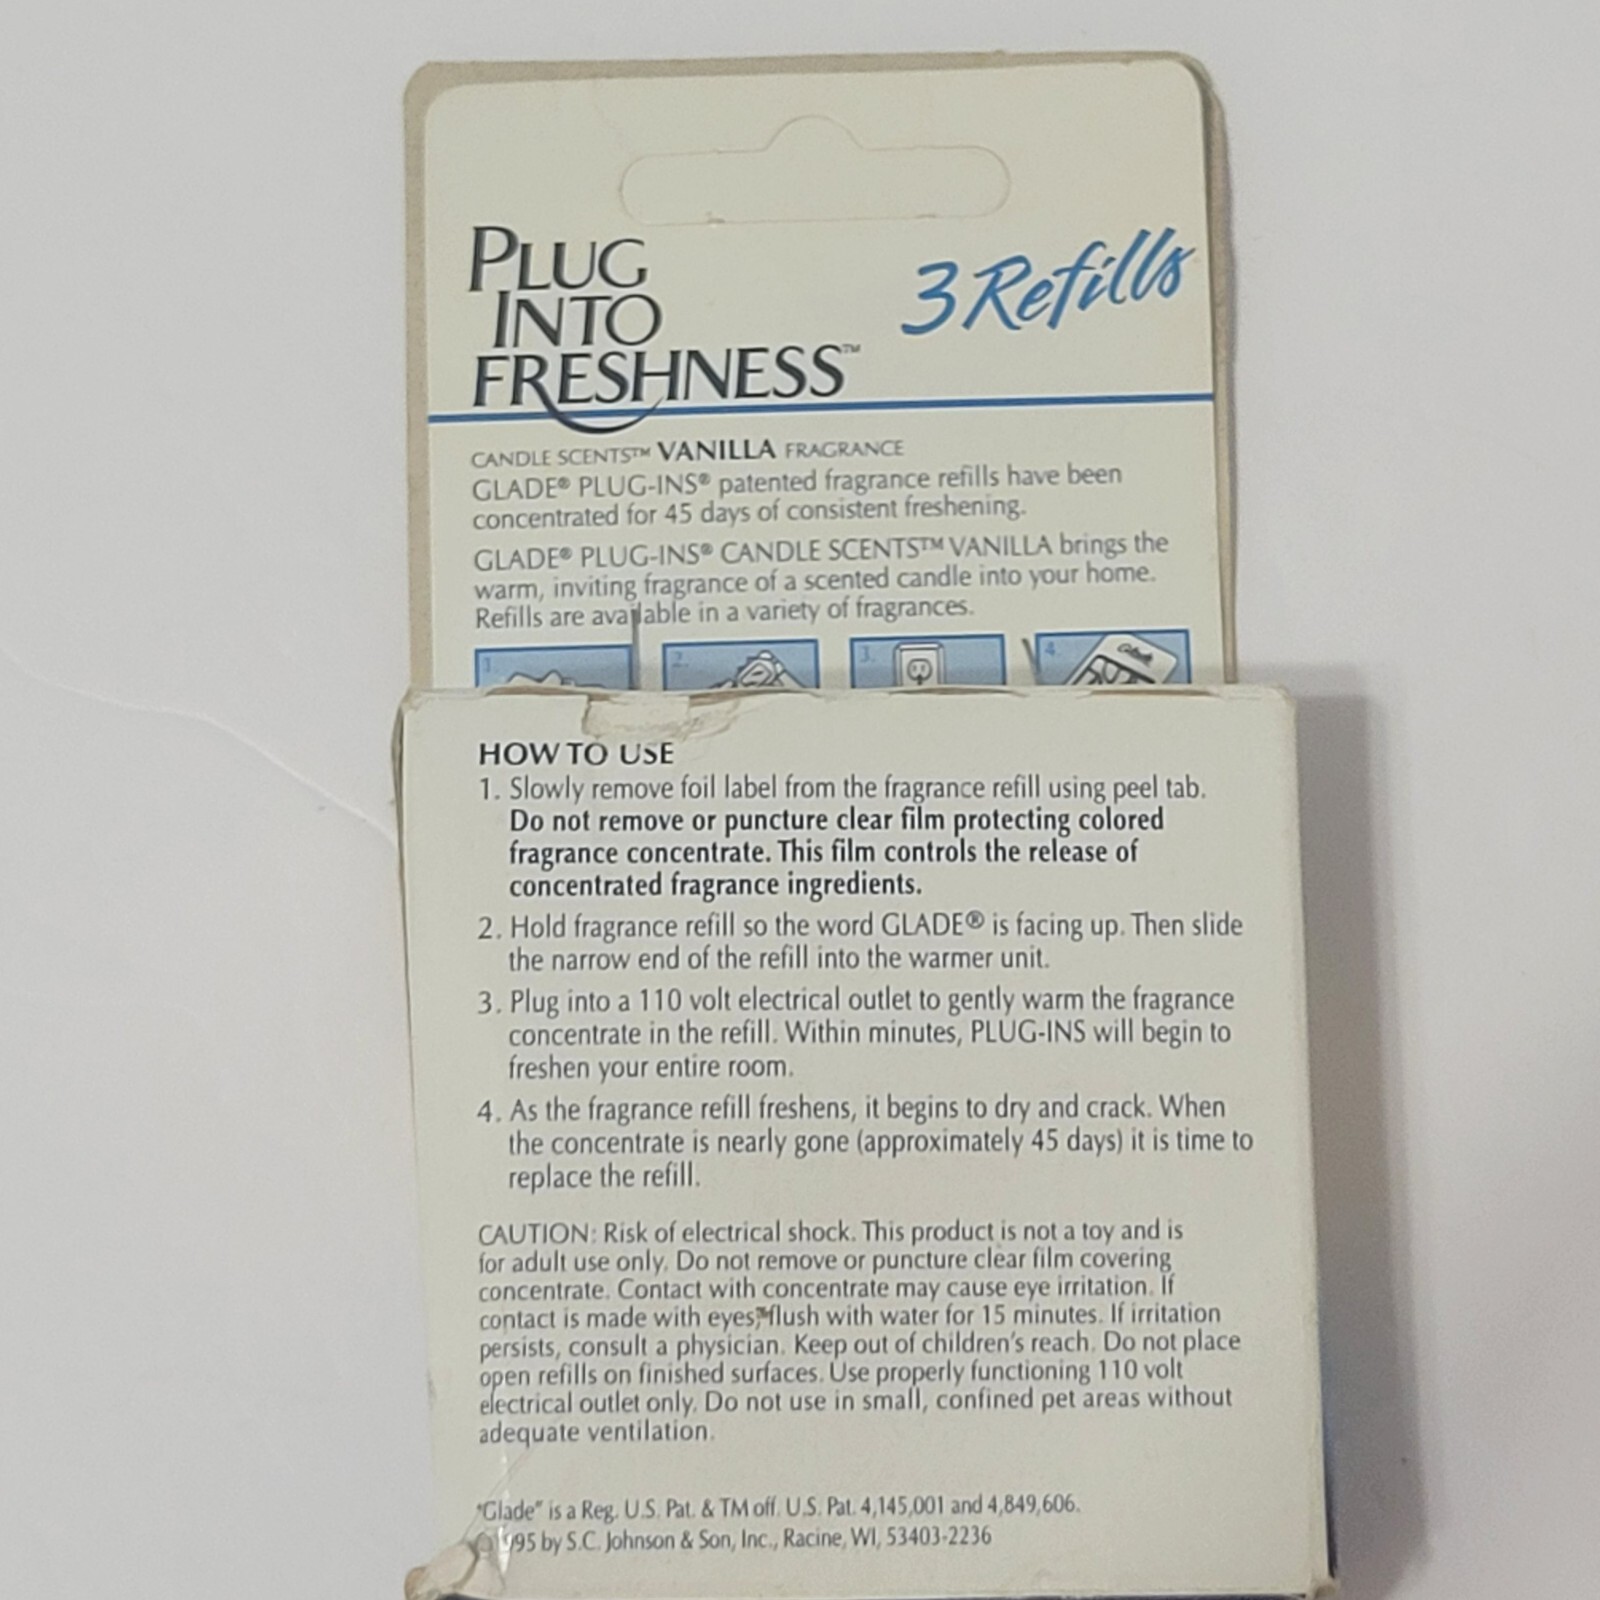 PLUG
INTO
FRESHNESS™
3 Refills
CANDLE SCENTS™ VANILLA FRAGRANCE
GLADE® PLUG-INS® patented fragrance refills have been
concentrated for 45 days of consistent freshening.
GLADE® PLUG-INS® CANDLE SCENTS™ VANILLA brings the
warm, inviting fragrance of a scented candle into your home.
Refills are available in a variety of fragrances.
1.
2.
3.
4.
Glade
HOW TO USE
1. Slowly remove foil label from the fragrance refill using peel tab.
Do not remove or puncture clear film protecting colored
fragrance concentrate. This film controls the release of
concentrated fragrance ingredients.
2. Hold fragrance refill so the word GLADE® is facing up. Then slide
the narrow end of the refill into the warmer unit.
3. Plug into a 110 volt electrical outlet to gently warm the fragrance
concentrate in the refill. Within minutes, PLUG-INS will begin to
freshen your entire room.
4. As the fragrance refill freshens, it begins to dry and crack. When
the concentrate is nearly gone (approximately 45 days) it is time to
replace the refill.
CAUTION: Risk of electrical shock. This product is not a toy and is
for adult use only. Do not remove or puncture clear film covering
concentrate. Contact with concentrate may cause eye irritation. If
contact is made with eyes, flush with water for 15 minutes. If irritation
persists, consult a physician. Keep out of children's reach. Do not place
open refills on finished surfaces. Use properly functioning 110 volt
electrical outlet only. Do not use in small, confined pet areas without
adequate ventilation.
"Glade" is a Reg. U.S. Pat. & TM off. U.S. Pat. 4,145,001 and 4,849,606.
©1995 by S.C. Johnson & Son, Inc., Racine, WI, 53403-2236